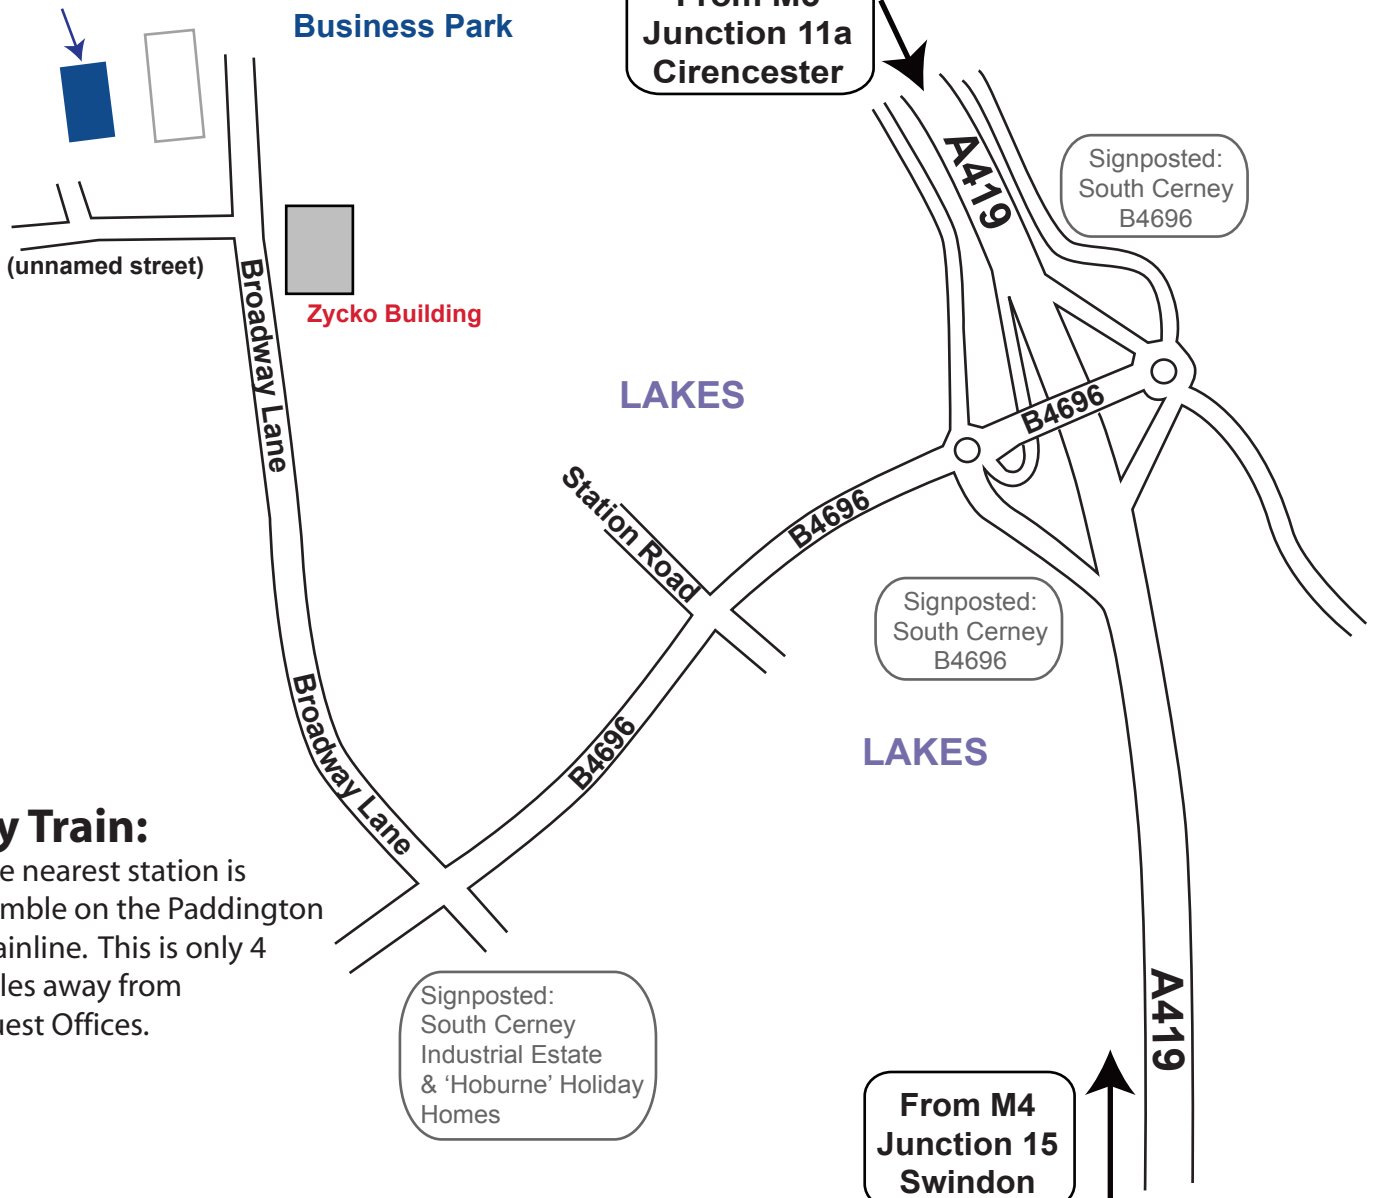 Business Park
Junction 11a
Cirencester
A419
Signposted:
South Cerney
B4696
(unnamed street)
Broadway Lane
Zycko Building
LAKES
B4696
Station Road
B4696
Signposted:
South Cerney
B4696
LAKES
B4696
Broadway Lane
y Train:
e nearest station is
mble on the Paddington
ainline. This is only 4
les away from
uest Offices.
Signposted:
South Cerney
Industrial Estate
& ‘Hoburne’ Holiday
Homes
A419
From M4
Junction 15
Swindon